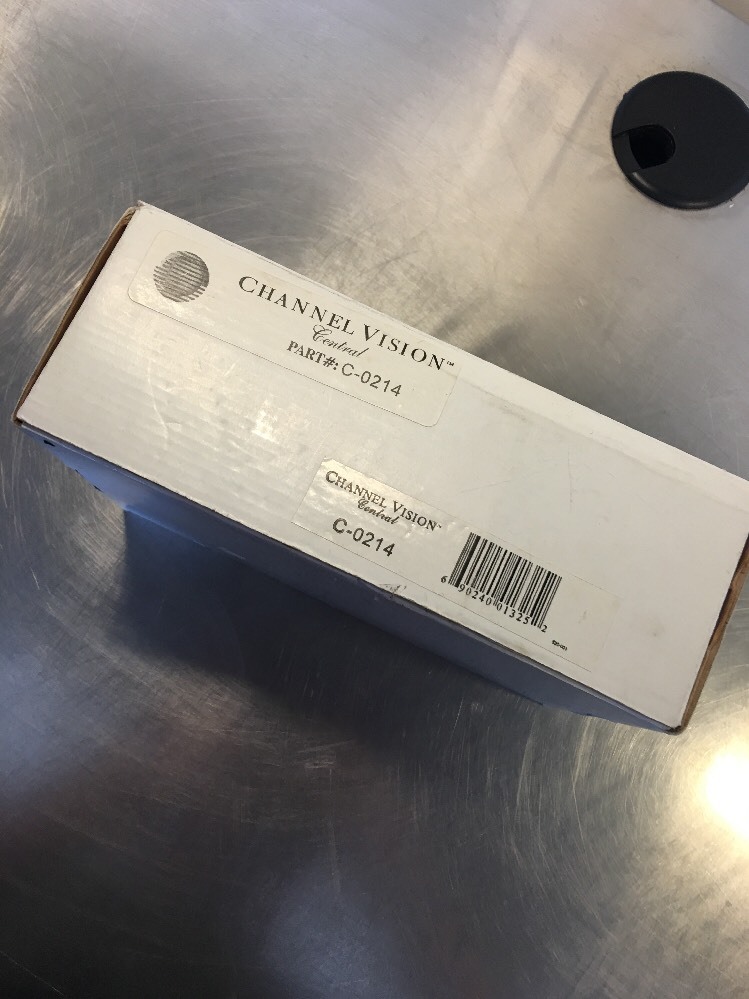 CHANNEL VISION™
Central
PART#: C-0214
CHANNEL VISION™
Central
C-0214
6 90240 01325 2